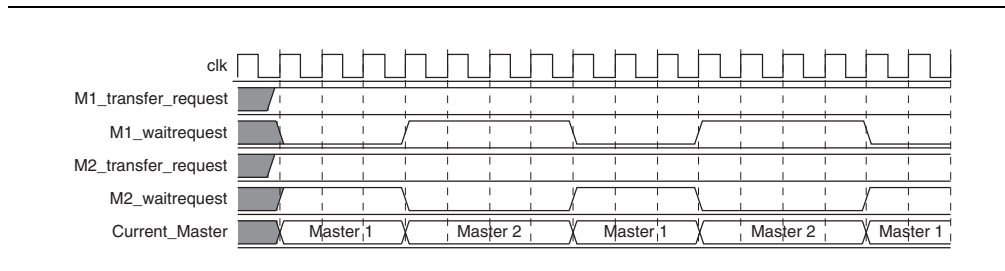 clk
M1_transfer_request
M1_waitrequest
M2_transfer_request
M2_waitrequest
Current_Master Master 1 Master 2 Master 1 Master 2 Master 1